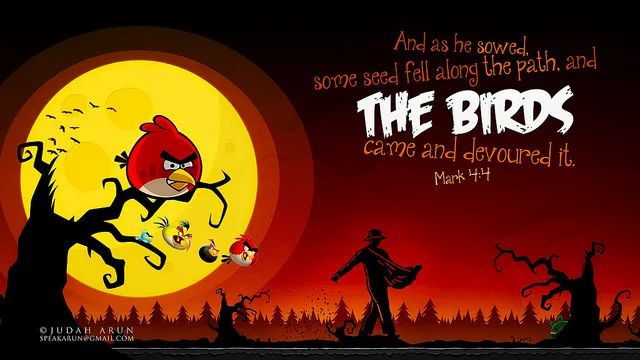 And as he sowed,
some seed fell along the path, and
THE BIRDS
came and devoured it.
Mark 4:4
© JUDAH ARUN
SPEAKARUN@GMAIL.COM